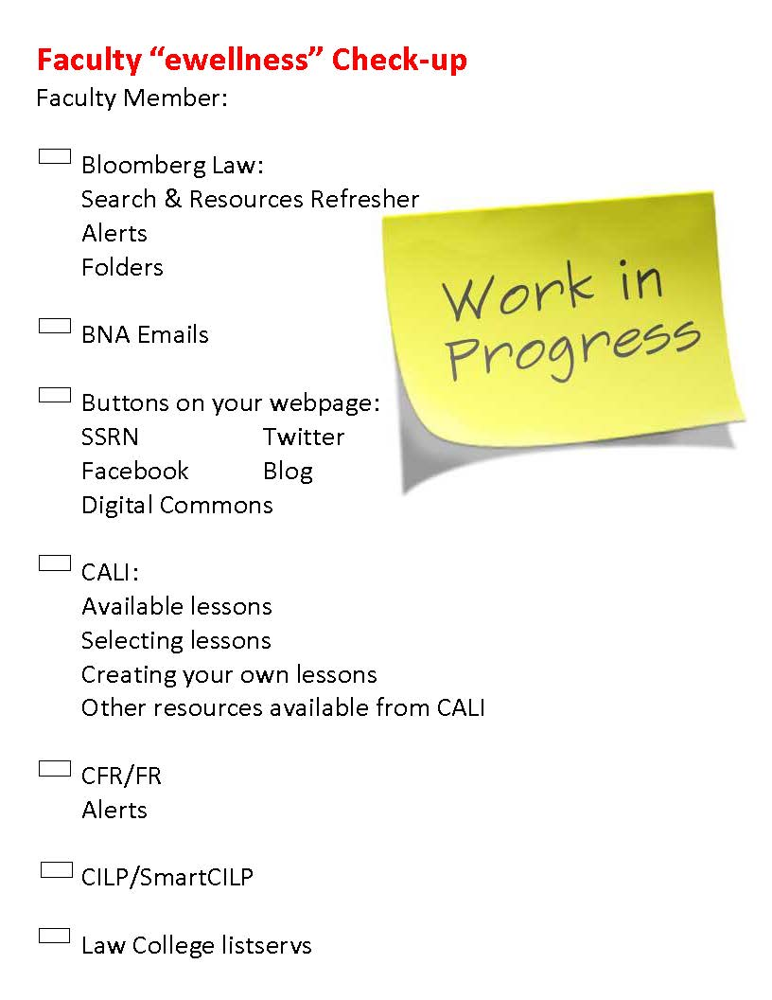 Faculty “ewellness” Check-up
Faculty Member:
Bloomberg Law:
Search & Resources Refresher
Alerts
Folders
Work in
Progress
BNA Emails
Buttons on your webpage:
SSRN Twitter
Facebook Blog
Digital Commons
CALI:
Available lessons
Selecting lessons
Creating your own lessons
Other resources available from CALI
CFR/FR
Alerts
CILP/SmartCILP
Law College listservs